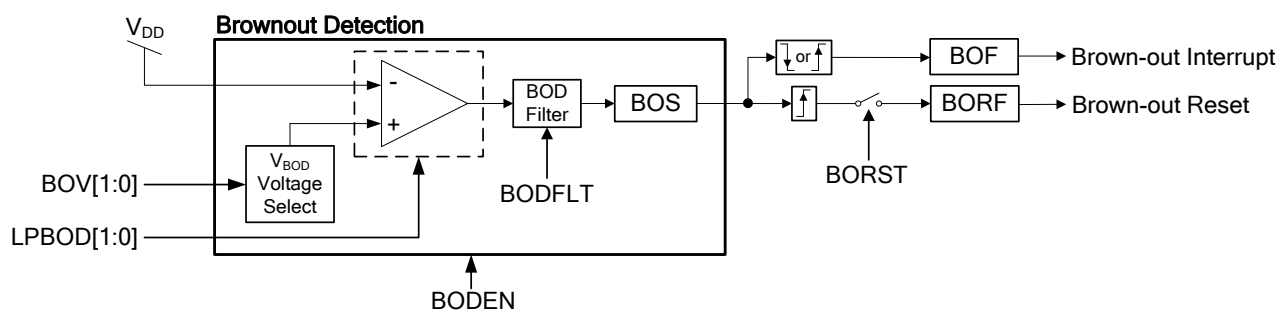 Brownout Detection
VDD
-
+
VBOD
Voltage
Select
BOD
Filter
BOS
or
BOF
Brown-out Interrupt
BORF
Brown-out Reset
BORST
BODFLT
BOV[1:0]
LPBOD[1:0]
BODEN